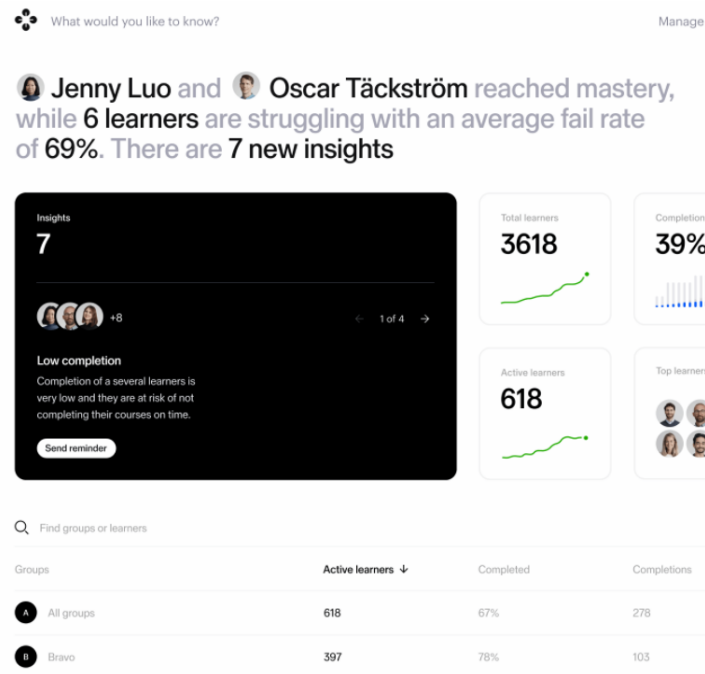 What would you like to know?
Manage
Jenny Luo and Oscar Täckström reached mastery,
while 6 learners are struggling with an average fail rate
of 69%. There are 7 new insights
Insights
7
+8
1 of 4
Low completion
Completion of a several learners is
very low and they are at risk of not
completing their courses on time.
Send reminder
Total learners
3618
Completion
39%
Active learners
618
Top learner
Find groups or learners
Groups Active learners Completed Completions
A All groups 618 67% 278
B Bravo 397 78% 103